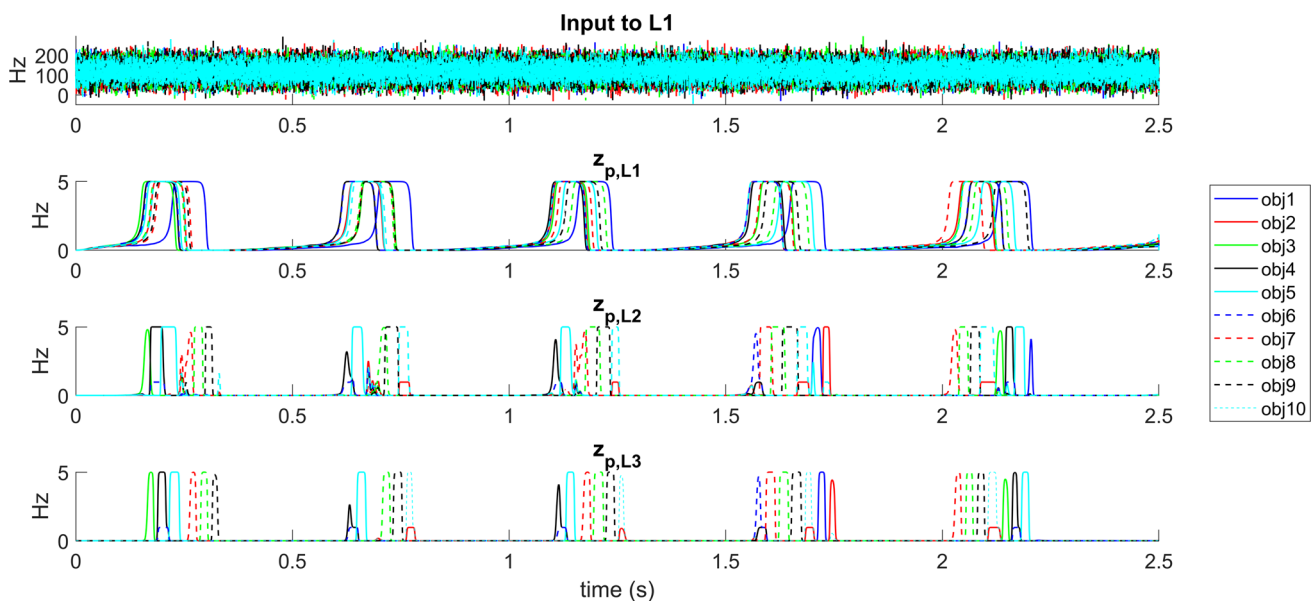 Input to L1
Hz
200
100
0
0 0.5 1 1.5 2 2.5
z_p,L1
Hz
5
0
0 0.5 1 1.5 2 2.5
z_p,L2
Hz
5
0
0 0.5 1 1.5 2 2.5
z_p,L3
Hz
5
0
0 0.5 1 1.5 2 2.5
time (s)
obj1
obj2
obj3
obj4
obj5
obj6
obj7
obj8
obj9
obj10